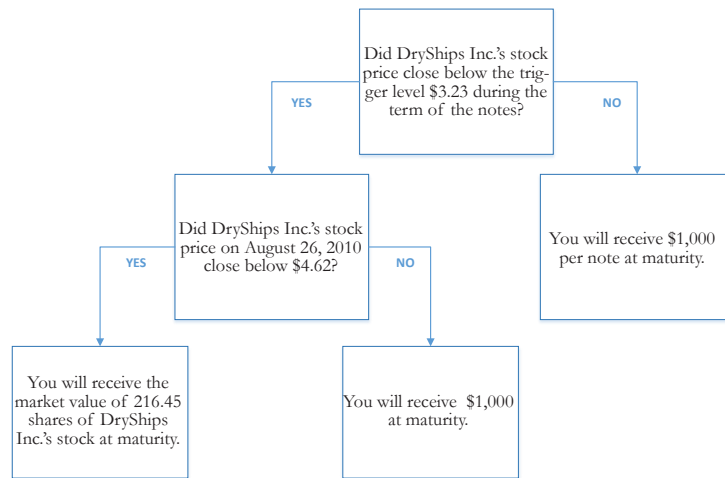 Did DryShips Inc.'s stock
price close below the trig-
ger level $3.23 during the
term of the notes?
YES
NO
Did DryShips Inc.'s stock
price on August 26, 2010
close below $4.62?
You will receive $1,000
per note at maturity.
YES
NO
You will receive the
market value of 216.45
shares of DryShips
Inc.'s stock at maturity.
You will receive $1,000
at maturity.